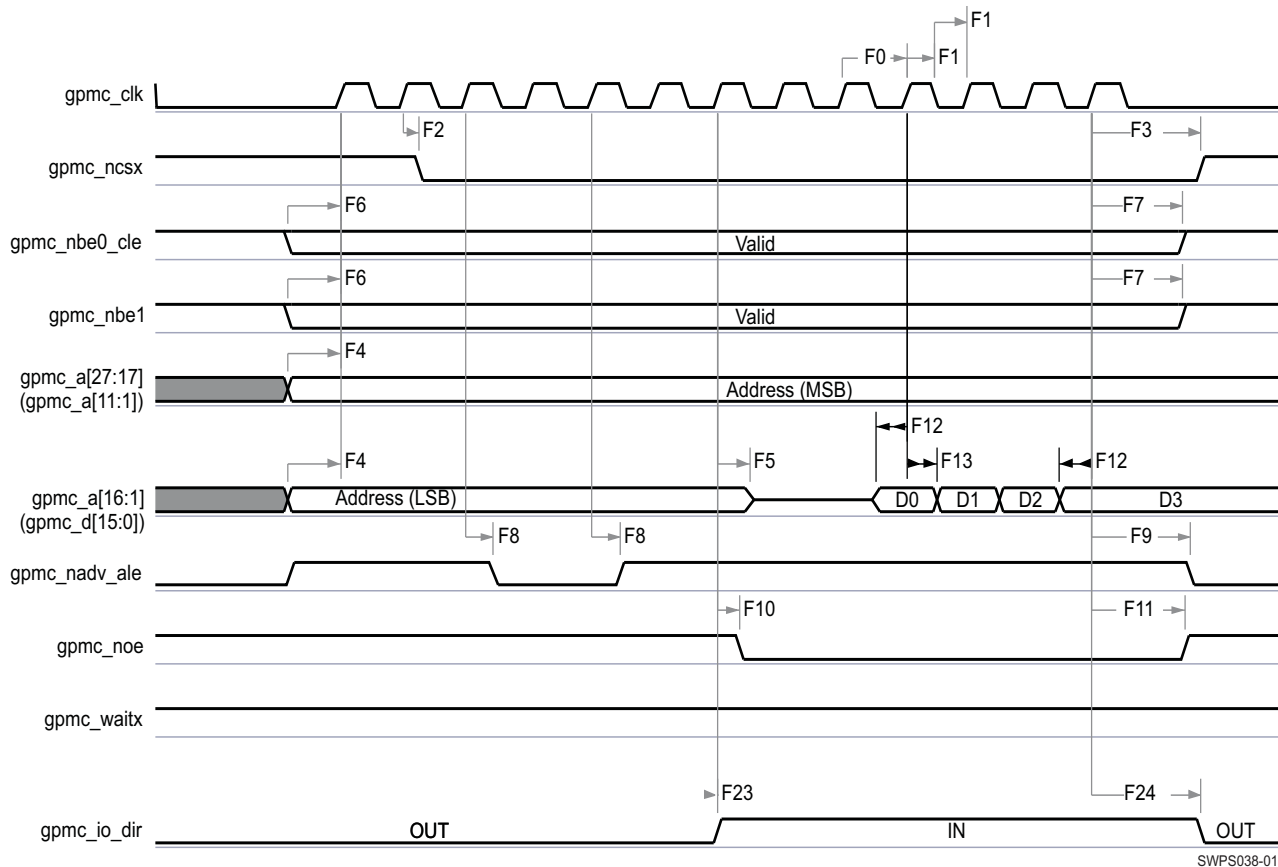 F1
F0
F1
gpmc_clk
F2
F3
gpmc_ncsx
F6
F7
gpmc_nbe0_cle
Valid
F6
F7
gpmc_nbe1
Valid
F4
gpmc_a[27:17]
(gpmc_a[11:1])
Address (MSB)
F12
F4
F5
F13
F12
gpmc_a[16:1]
(gpmc_d[15:0])
Address (LSB)
D0
D1
D2
D3
F8
F8
F9
gpmc_nadv_ale
F10
F11
gpmc_noe
gpmc_waitx
F23
F24
gpmc_io_dir
OUT
IN
OUT
SWPS038-01